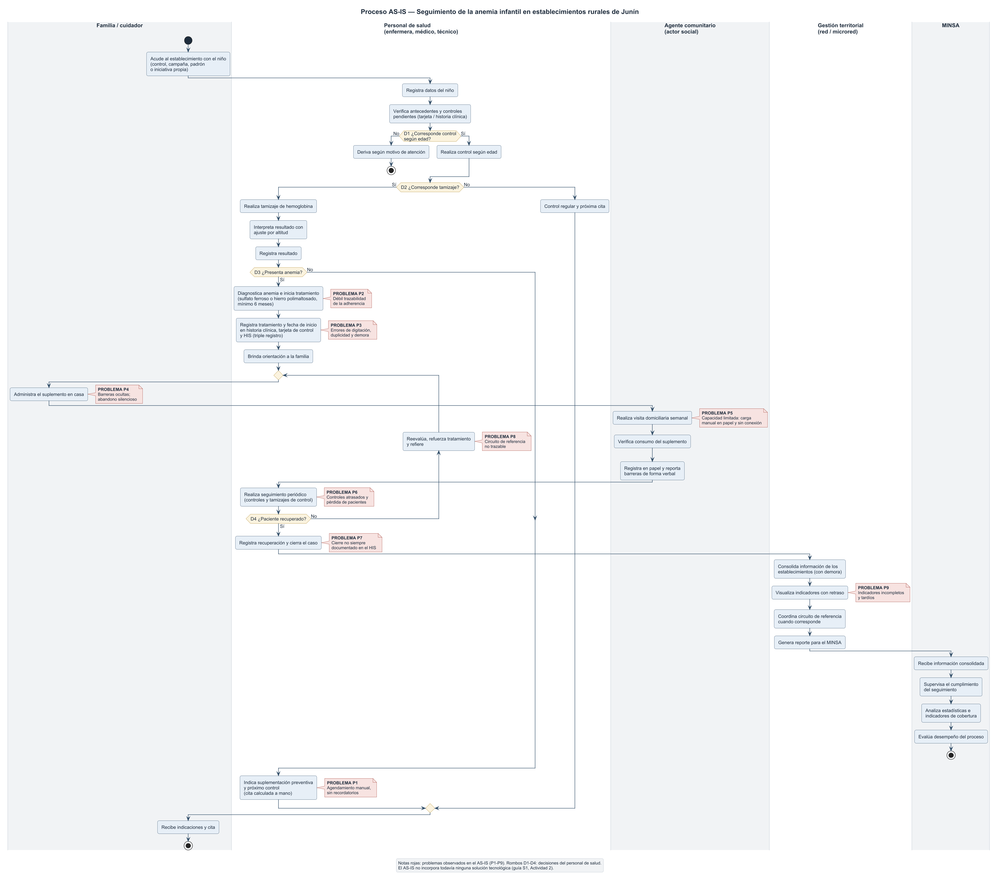 Proceso AS-IS — Seguimiento de la anemia infantil en establecimientos rurales de Junín
Familia / cuidador
Personal de salud
(enfermera, médico, técnico)
Agente comunitario
(actor social)
Gestión territorial
(red / microred)
MINSA
Acude al establecimiento con el niño
(control, campaña, padrón
o iniciativa propia)
Registra datos del niño
Verifica antecedentes y controles
pendientes (tarjeta / historia clínica)
No
D1 ¿Corresponde control
según edad?
Sí
Deriva según motivo de atención
Realiza control según edad
Sí
D2 ¿Corresponde tamizaje?
No
Realiza tamizaje de hemoglobina
Control regular y próxima cita
Interpreta resultado con
ajuste por altitud
Registra resultado
D3 ¿Presenta anemia?
No
Sí
Diagnostica anemia e inicia tratamiento
(sulfato ferroso o hierro polimaltosado,
mínimo 6 meses)
PROBLEMA P2
Débil trazabilidad
de la adherencia
Registra tratamiento y fecha de inicio
en historia clínica, tarjeta de control
y HIS (triple registro)
PROBLEMA P3
Errores de digitación,
duplicidad y demora
Brinda orientación a la familia
Administra el suplemento en casa
PROBLEMA P4
Barreras ocultas;
abandono silencioso
Realiza visita domiciliaria semanal
PROBLEMA P5
Capacidad limitada: carga
manual en papel y sin conexión
Reevalúa, refuerza tratamiento
y refiere
PROBLEMA P8
Circuito de referencia
no trazable
Verifica consumo del suplemento
Registra en papel y reporta
barreras de forma verbal
Realiza seguimiento periódico
(controles y tamizajes de control)
PROBLEMA P6
Controles atrasados y
pérdida de pacientes
D4 ¿Paciente recuperado?
No
Sí
Registra recuperación y cierra el caso
PROBLEMA P7
Cierre no siempre
documentado en el HIS
Consolida información de los
establecimientos (con demora)
Visualiza indicadores con retraso
PROBLEMA P9
Indicadores incompletos
y tardíos
Coordina circuito de referencia
cuando corresponde
Genera reporte para el MINSA
Recibe información consolidada
Supervisa el cumplimiento
del seguimiento
Analiza estadísticas e
indicadores de cobertura
Evalúa desempeño del proceso
Indica suplementación preventiva
y próximo control
(cita calculada a mano)
PROBLEMA P1
Agendamiento manual,
sin recordatorios
Recibe indicaciones y cita
Notas rojas: problemas observados en el AS-IS (P1-P9). Rombos D1-D4: decisiones del personal de salud.
El AS-IS no incorpora todavía ninguna solución tecnológica (guía S1, Actividad 2).